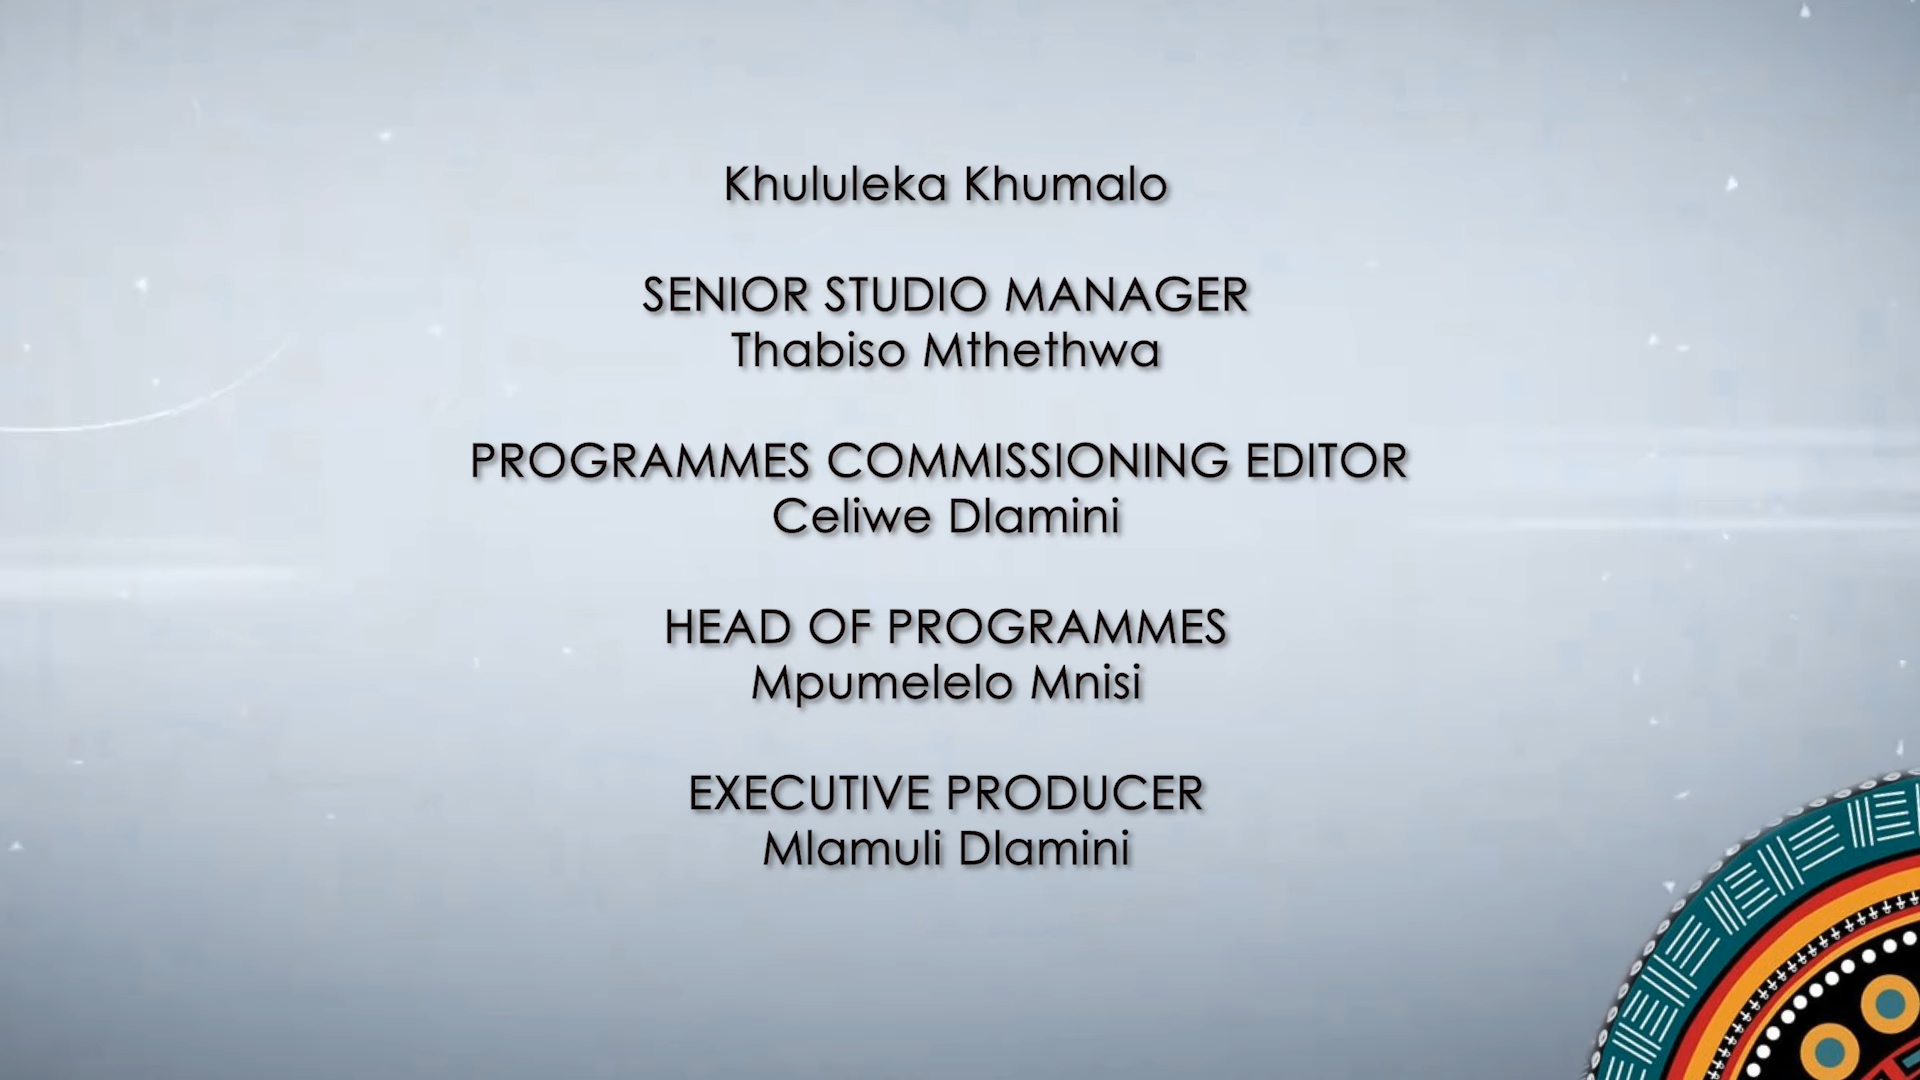 Khululeka Khumalo
SENIOR STUDIO MANAGER
Thabiso Mthethwa
PROGRAMMES COMMISSIONING EDITOR
Celiwe Dlamini
HEAD OF PROGRAMMES
Mpumelelo Mnisi
EXECUTIVE PRODUCER
Mlamuli Dlamini